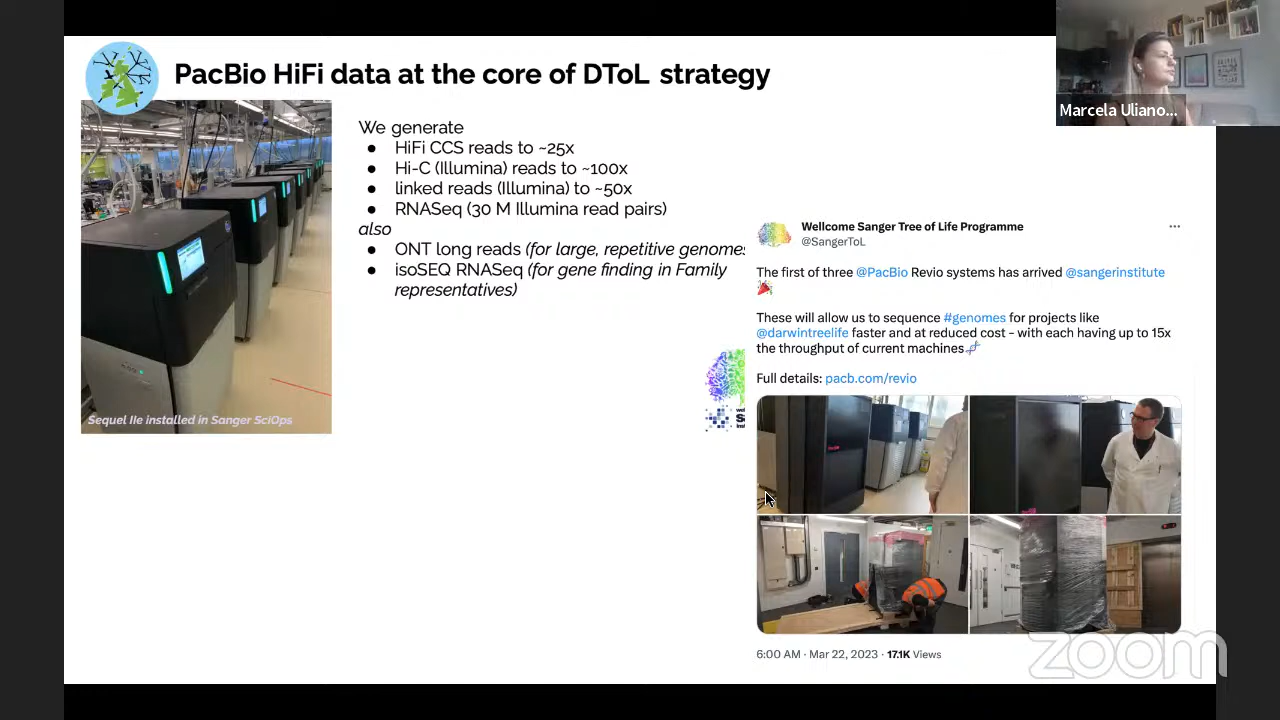 PacBio HiFi data at the core of DToL strategy
Marcela Uliano...
We generate
● HiFi CCS reads to ~25x
● Hi-C (Illumina) reads to ~100x
● linked reads (Illumina) to ~50x
● RNASeq (30 M Illumina read pairs)
also
● ONT long reads (for large, repetitive genomes
● isoSEQ RNASeq (for gene finding in Family
representatives)
Sequel IIe installed in Sanger SciOps
Wellcome Sanger Tree of Life Programme
@SangerToL
The first of three @PacBio Revio systems has arrived @sangerinstitute
🎉
These will allow us to sequence #genomes for projects like
@darwintreelife faster and at reduced cost - with each having up to 15x
the throughput of current machines🧬
Full details: pacb.com/revio
6:00 AM · Mar 22, 2023 · 17.1K Views
zoom